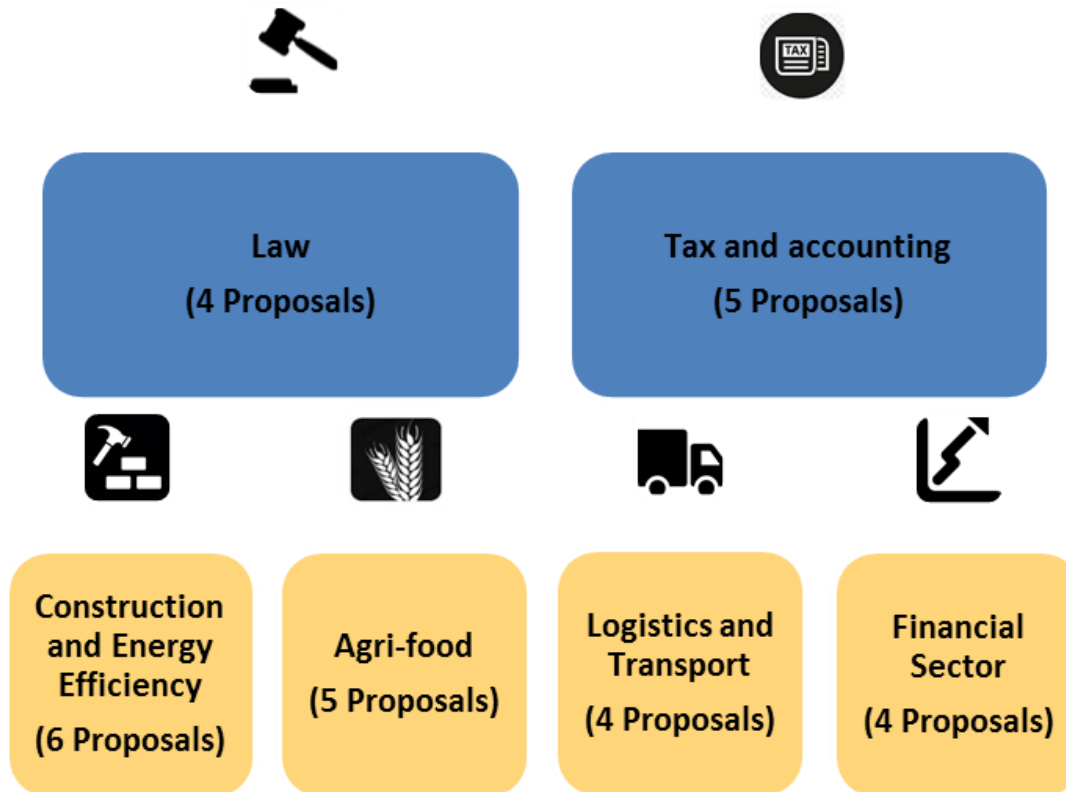 TAX
Law
(4 Proposals)
Tax and accounting
(5 Proposals)
Construction
and Energy
Efficiency
(6 Proposals)
Agri-food
(5 Proposals)
Logistics and
Transport
(4 Proposals)
Financial
Sector
(4 Proposals)